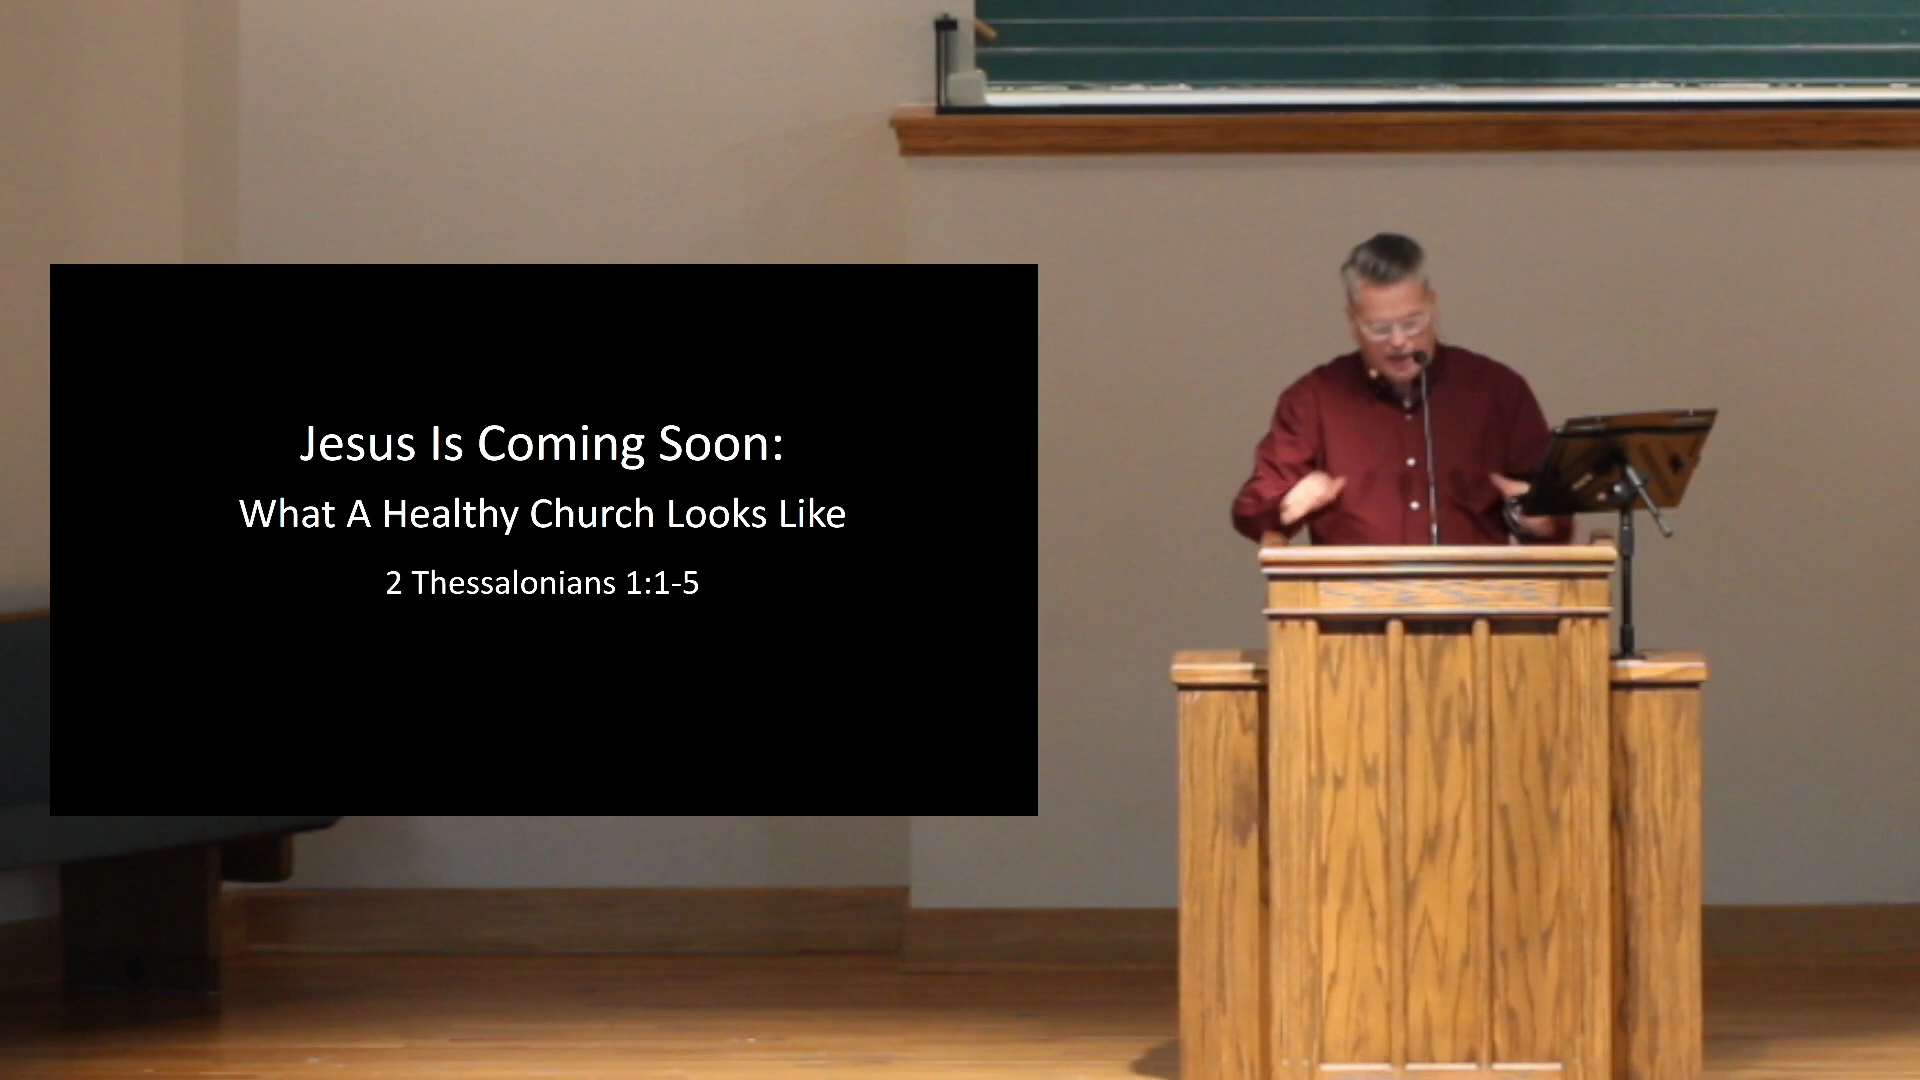 Jesus Is Coming Soon:
What A Healthy Church Looks Like
2 Thessalonians 1:1-5